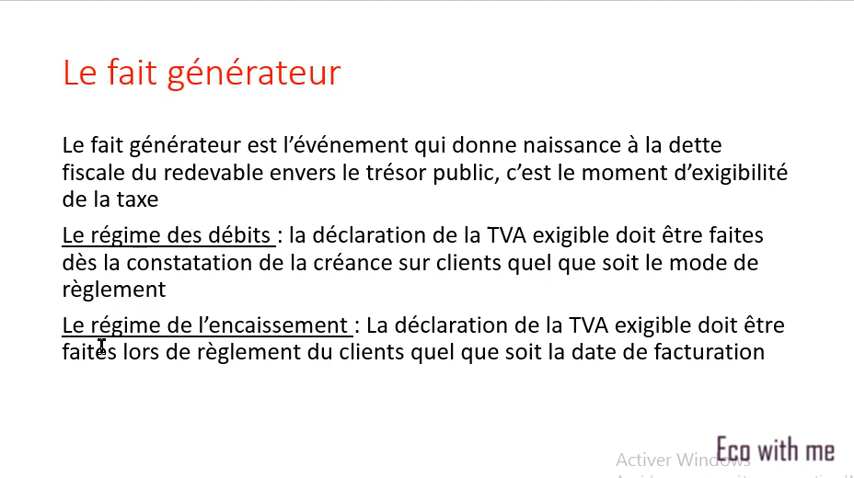 Le fait générateur
Le fait générateur est l’événement qui donne naissance à la dette
fiscale du redevable envers le trésor public, c’est le moment d’exigibilité
de la taxe
Le régime des débits : la déclaration de la TVA exigible doit être faites
dès la constatation de la créance sur clients quel que soit le mode de
règlement
Le régime de l’encaissement : La déclaration de la TVA exigible doit être
faites lors de règlement du clients quel que soit la date de facturation
Eco with me
Activer Windows